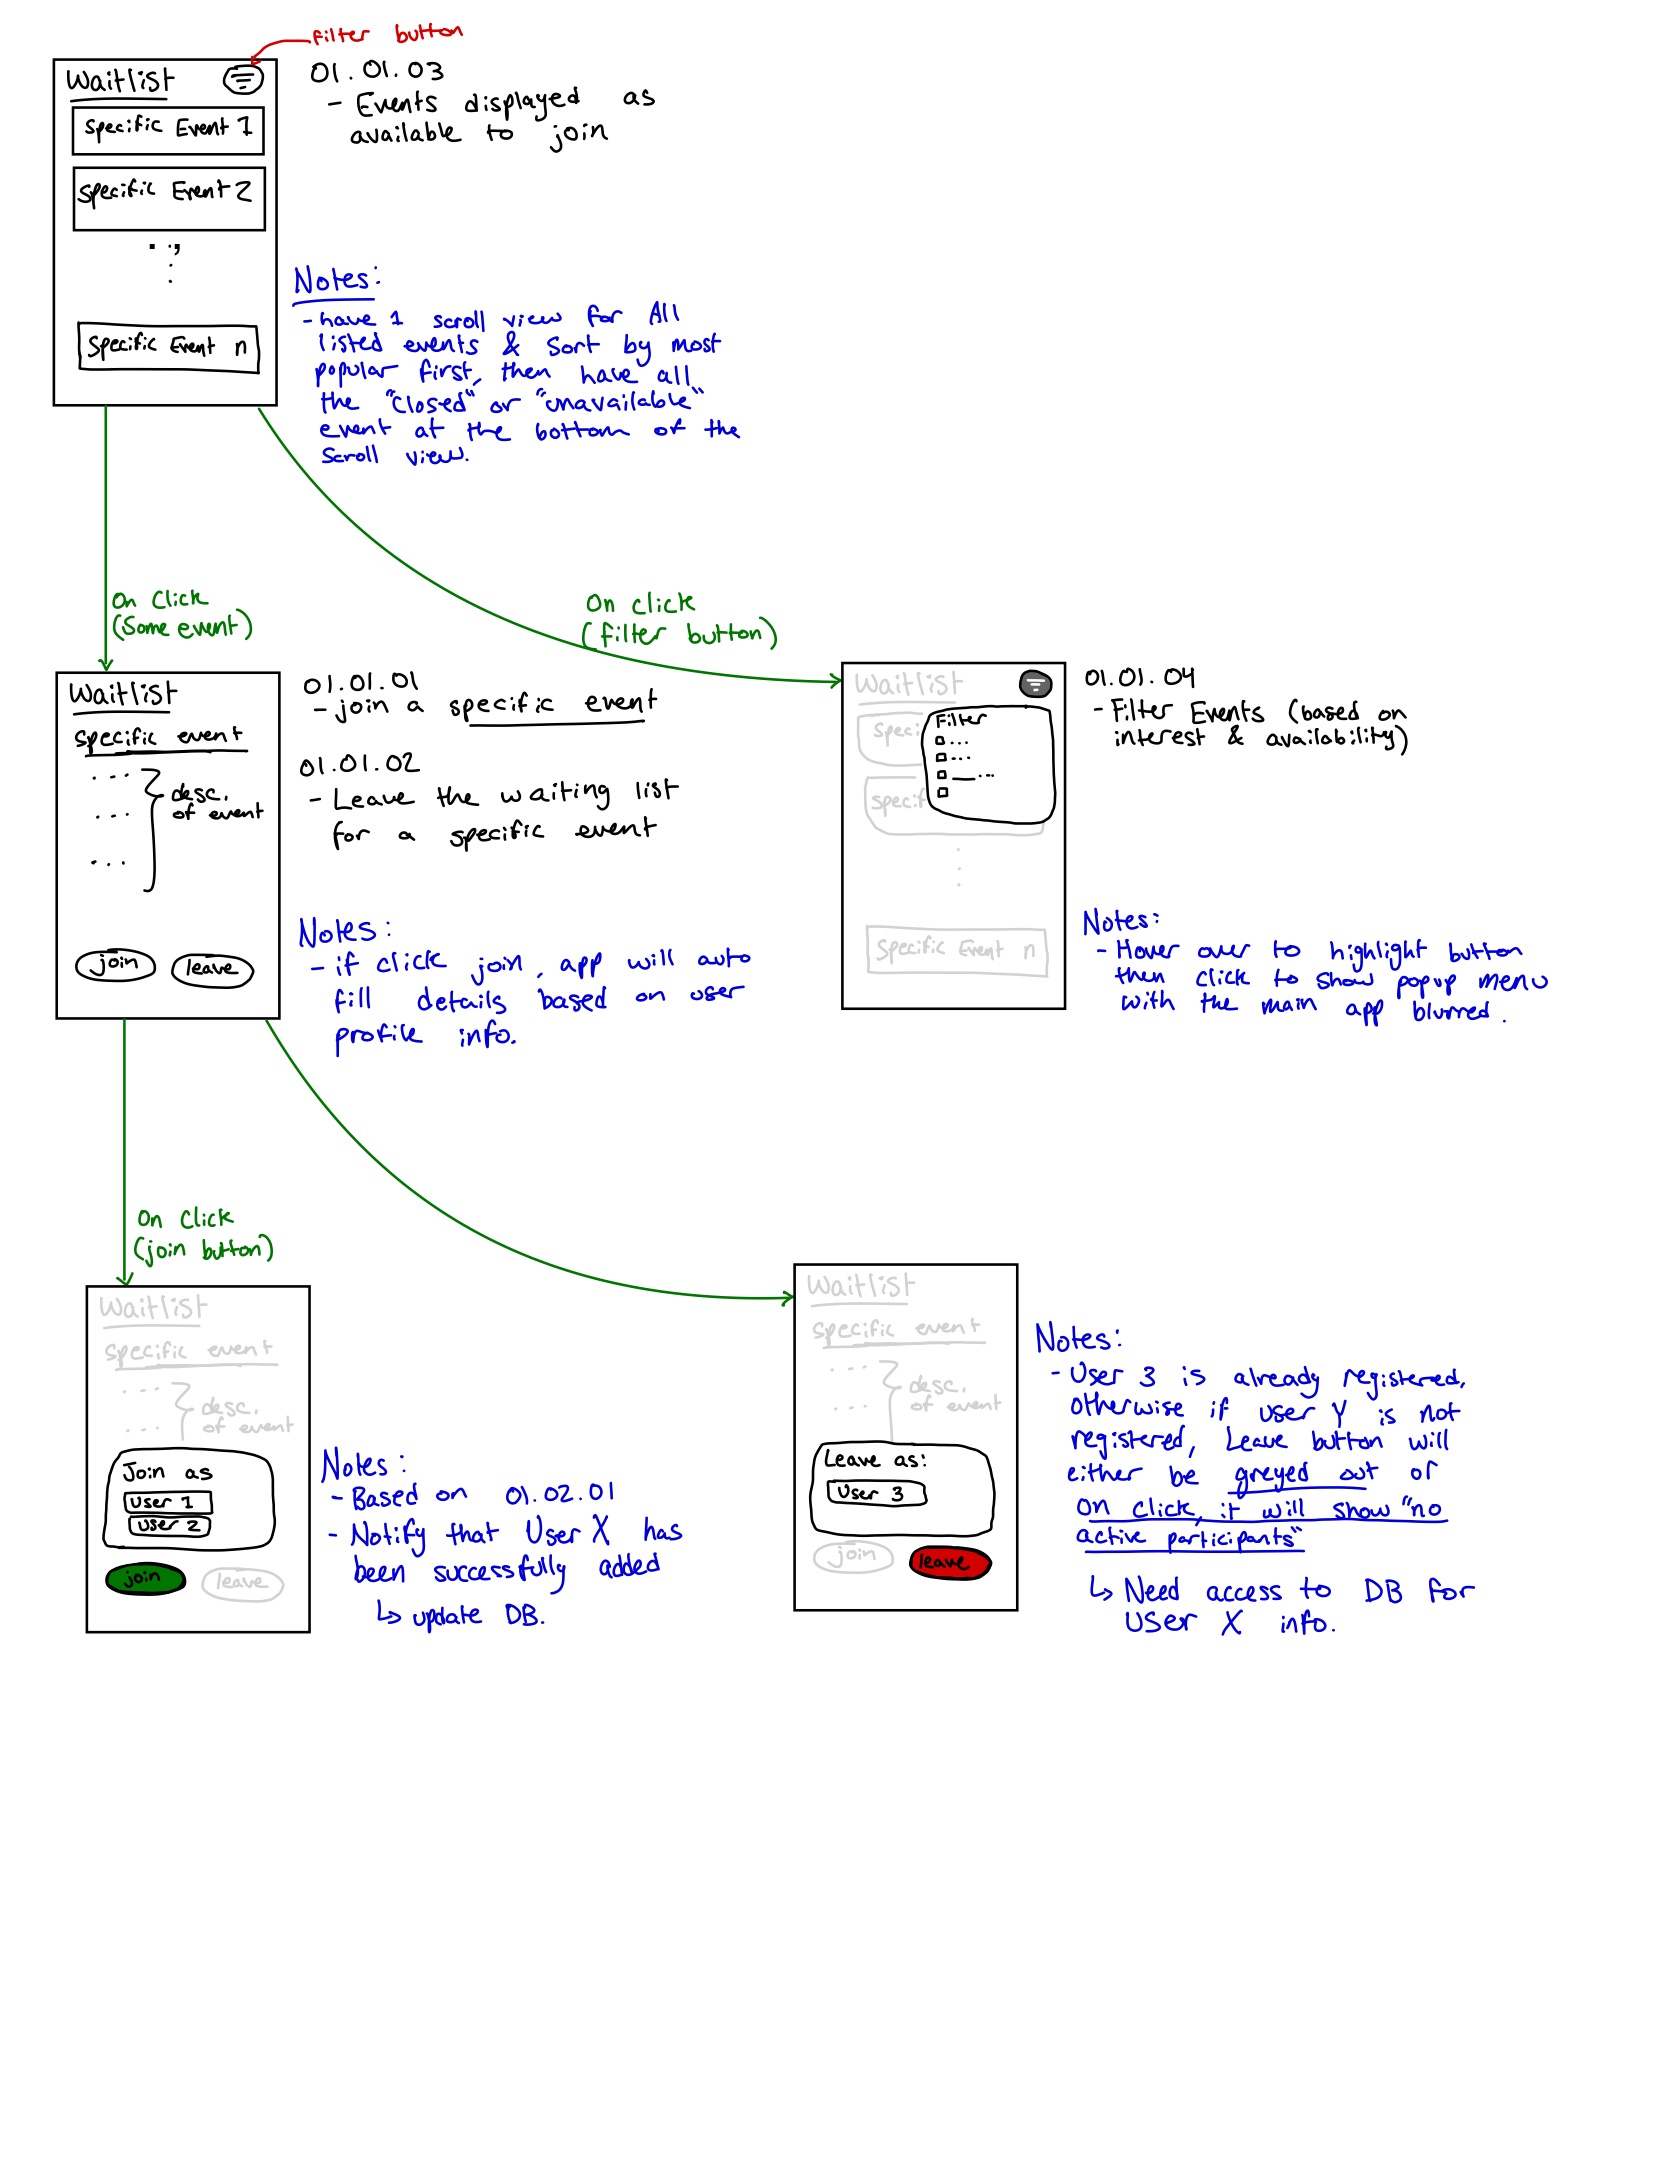 filter button
Waitlist
Specific Event 1
Specific Event 2
Specific Event n
01.01.03
- Events displayed as
available to join
Notes:
- have 1 scroll view for All
listed events & sort by most
popular first, then have all
the "closed" or "unavailable"
event at the bottom of the
scroll view.
On Click
(Some event)
On click
(filter button)
Waitlist
specific event
desc.
of event
join
leave
01.01.01
- join a specific event
01.01.02
- Leave the waiting list
for a specific event
Notes:
- if click join, app will auto
fill details based on user
profile info.
Waitlist
Speci
Filter
specif
Specific Event n
01.01.04
- Filter Events (based on
interest & availability)
Notes:
- Hover over to highlight button
then click to show popup menu
with the main app blurred.
On Click
(join button)
Waitlist
specific event
desc.
of event
Join as
User 1
User 2
join
leave
Notes:
- Based on 01.02.01
- Notify that User X has
been successfully added
↳ update DB.
Waitlist
specific event
desc.
of event
Leave as:
User 3
join
leave
Notes:
- User 3 is already registerred,
otherwise if user Y is not
registered, Leave button will
either be greyed out or
on click, it will show "no
active participants"
↳ Need access to DB for
USer X info.